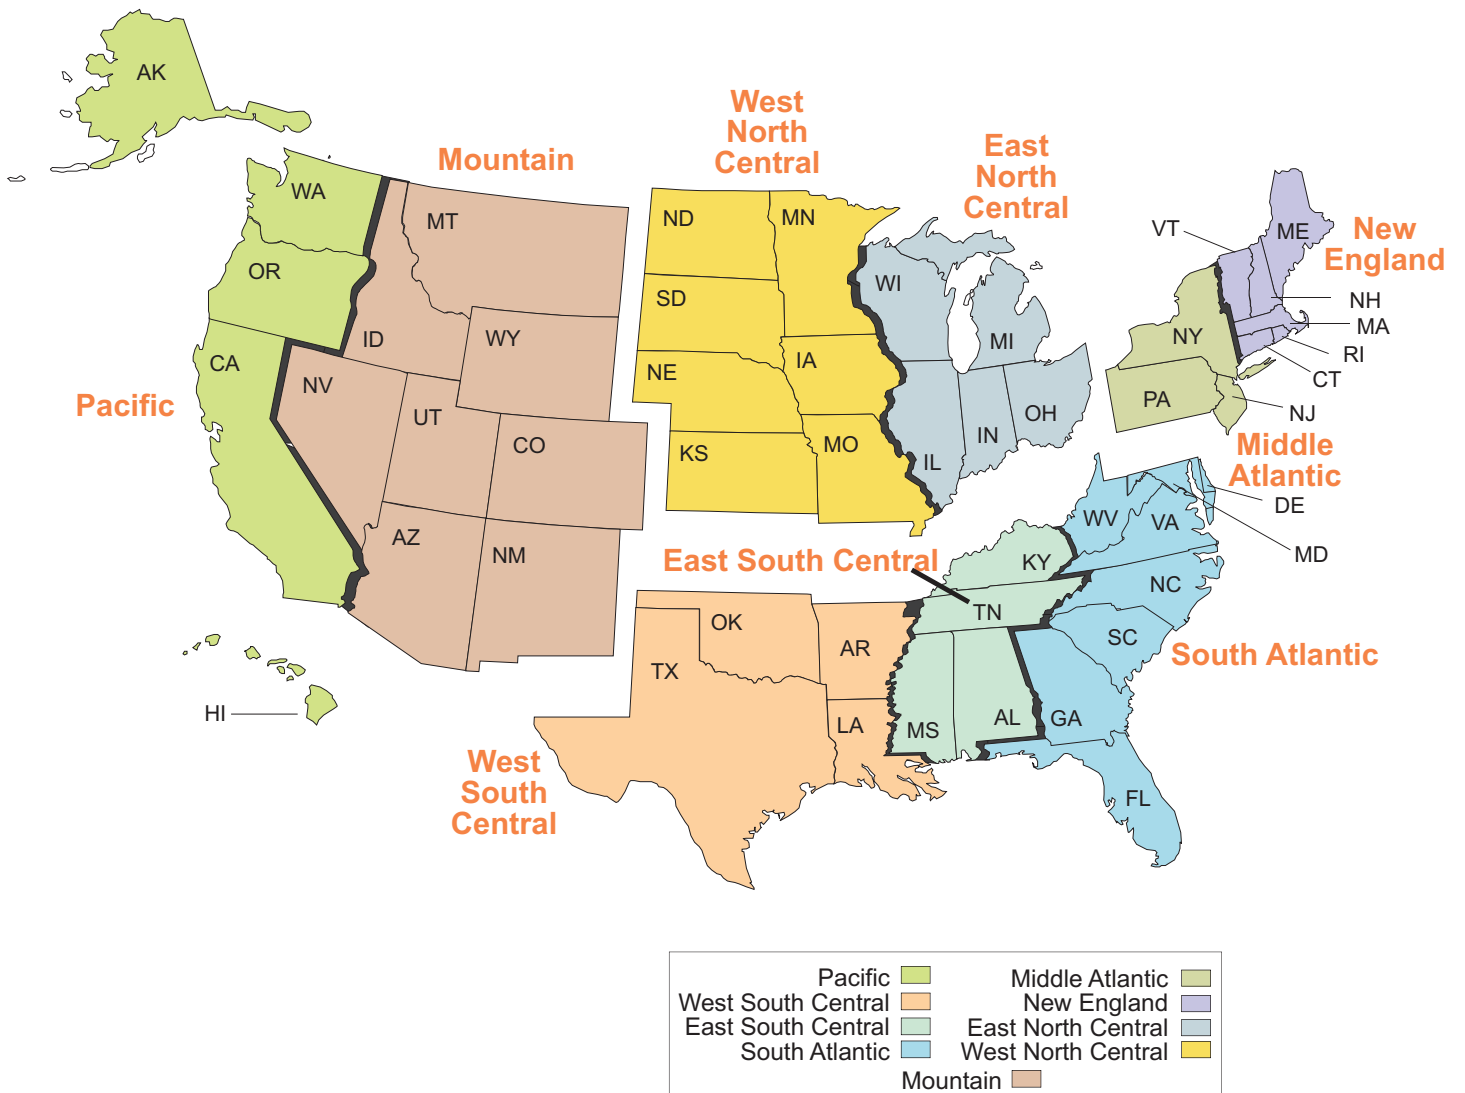 AK
West
North
Central
East
North
Central
Mountain
WA
MT
ND
MN
VT
ME
New
England
OR
WI
SD
NH
MA
ID
WY
NY
MI
RI
CA
IA
NE
CT
NV
PA
NJ
Pacific
UT
CO
KS
MO
IN
OH
IL
Middle
Atlantic
DE
WV
VA
AZ
NM
East South Central
KY
MD
NC
TN
OK
AR
SC
South Atlantic
TX
HI
LA
MS
AL
GA
West
South
Central
FL
Pacific
Middle Atlantic
West South Central
New England
East South Central
East North Central
South Atlantic
West North Central
Mountain